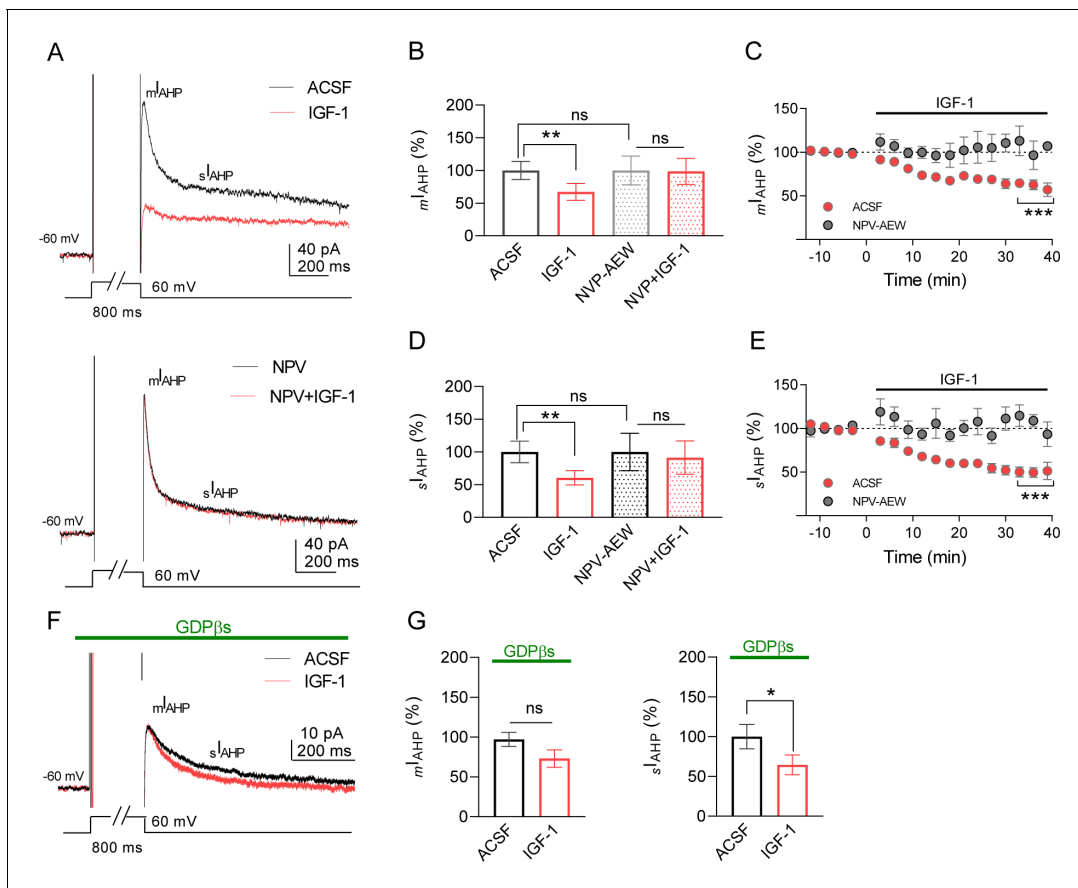 A
ACSF
IGF-1
mIAHP
sIAHP
-60 mV
40 pA
200 ms
60 mV
800 ms
NPV
NPV+IGF-1
mIAHP
sIAHP
-60 mV
40 pA
200 ms
60 mV
B
mIAHP (%)
200
150
100
50
0
ns
**
ns
ACSF
IGF-1
NVP-AEW
NVP+IGF-1
C
IGF-1
mIAHP (%)
150
100
50
ACSF
NPV-AEW
***
-10 0 10 20 30 40
Time (min)
D
sIAHP (%)
200
150
100
50
0
ns
**
ns
ACSF
IGF-1
NPV-AEW
NPV+IGF-1
E
IGF-1
sIAHP (%)
150
100
50
ACSF
NPV-AEW
***
-10 0 10 20 30 40
Time (min)
F
GDPβs
ACSF
IGF-1
mIAHP
sIAHP
10 pA
200 ms
-60 mV
60 mV
800 ms
G
GDPβs
mIAHP (%)
200
150
100
50
0
ns
ACSF
IGF-1
GDPβs
sIAHP (%)
200
150
100
50
0
*
ACSF
IGF-1